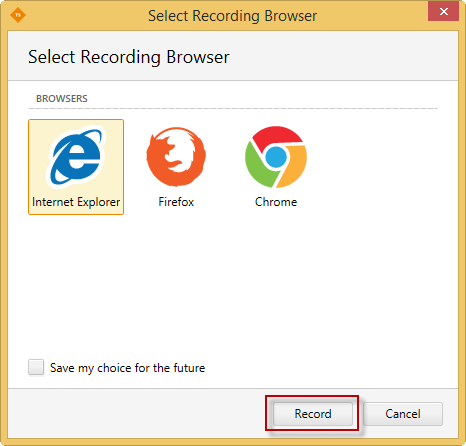 Select Recording Browser
Select Recording Browser
BROWSERS
Internet Explorer Firefox Chrome
Save my choice for the future
Record Cancel